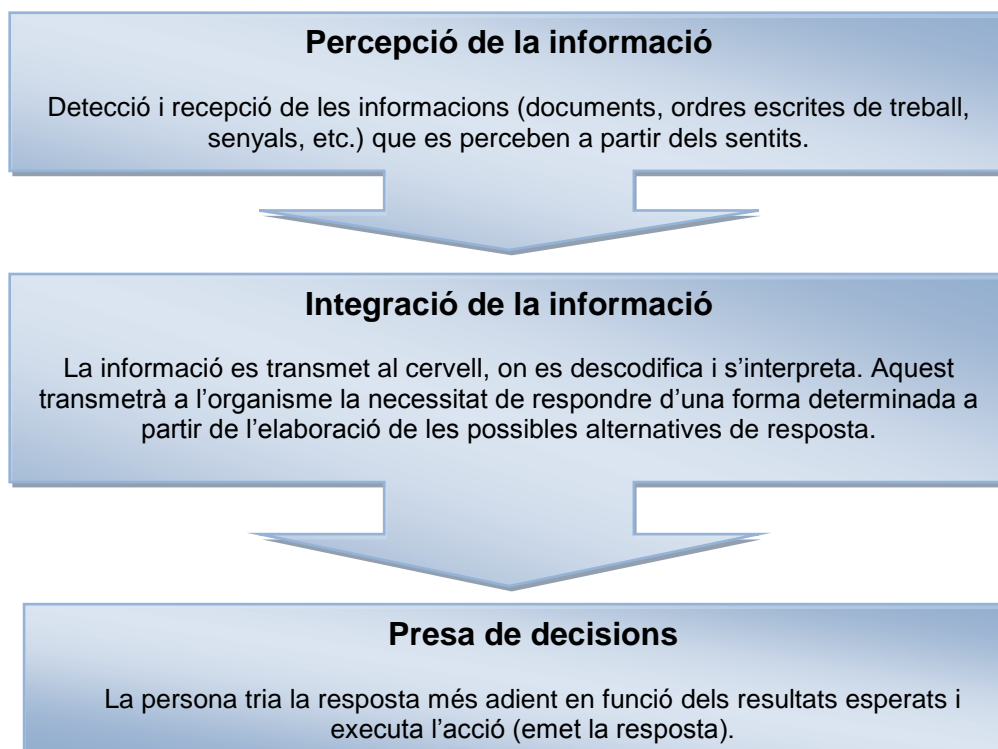 Percepció de la informació
Detecció i recepció de les informacions (documents, ordres escrites de treball,
senyals, etc.) que es perceben a partir dels sentits.
Integració de la informació
La informació es transmet al cervell, on es descodifica i s’interpreta. Aquest
transmetrà a l’organisme la necessitat de respondre d’una forma determinada a
partir de l’elaboració de les possibles alternatives de resposta.
Presa de decisions
La persona tria la resposta més adient en funció dels resultats esperats i
executa l’acció (emet la resposta).